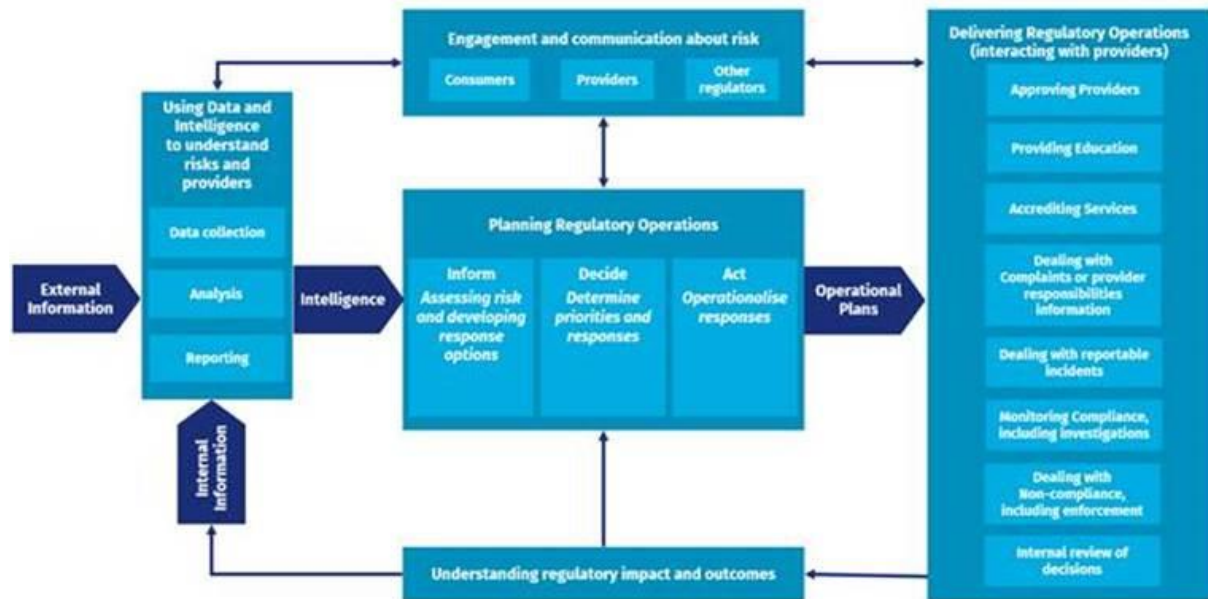 Engagement and communication about risk
Consumers
Providers
Other
regulators
Using Data and
Intelligence
to understand
risks and
providers
Data collection
Analysis
Reporting
External
Information
Internal
Information
Intelligence
Planning Regulatory Operations
Inform
Assessing risk
and developing
response
options
Decide
Determine
priorities and
responses
Act
Operationalise
responses
Operational
Plans
Understanding regulatory impact and outcomes
Delivering Regulatory Operations
(interacting with providers)
Approving Providers
Providing Education
Accrediting Services
Dealing with
Complaints or provider
responsibilities
information
Dealing with reportable
incidents
Monitoring Compliance,
including investigations
Dealing with
Non-compliance,
including enforcement
Internal review of
decisions